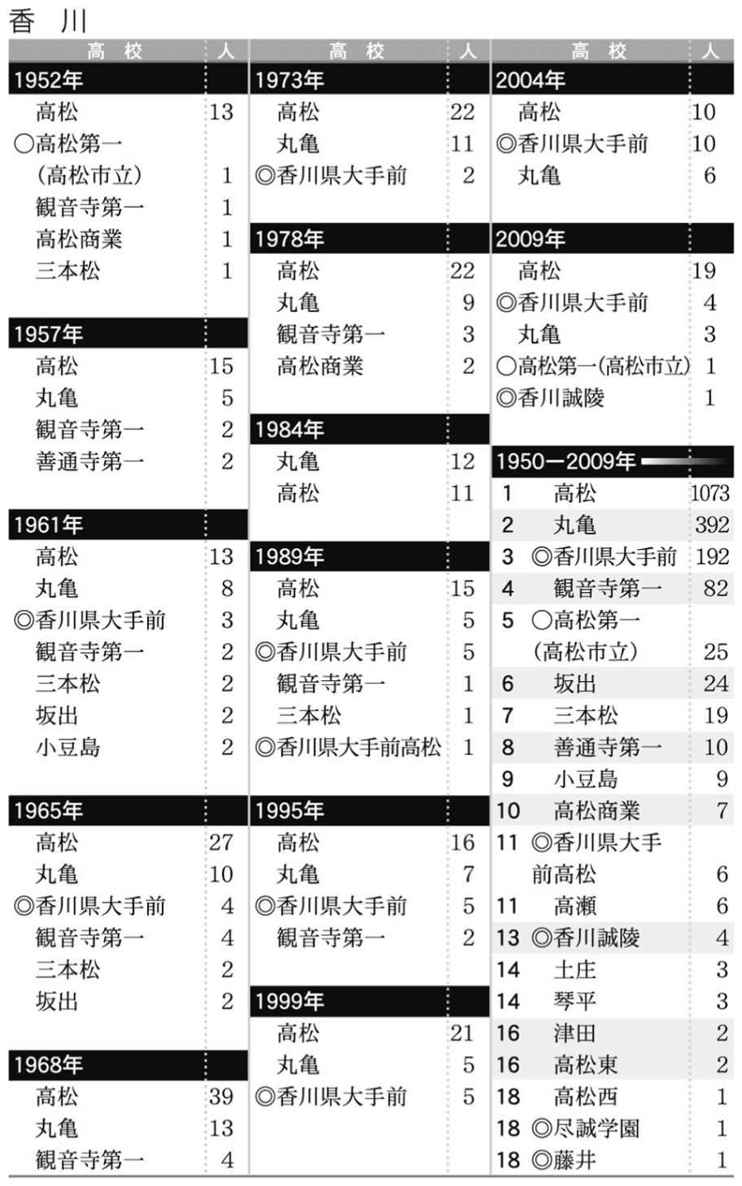 香川
高校 人
1952年
高松 13
○高松第一
(高松市立) 1
観音寺第一 1
高松商業 1
三本松 1
1957年
高松 15
丸亀 5
観音寺第一 2
善通寺第一 2
1961年
高松 13
丸亀 8
◎香川県大手前 3
観音寺第一 2
三本松 2
坂出 2
小豆島 2
1965年
高松 27
丸亀 10
◎香川県大手前 4
観音寺第一 4
三本松 2
坂出 2
1968年
高松 39
丸亀 13
観音寺第一 4
高校 人
1973年
高松 22
丸亀 11
◎香川県大手前 2
1978年
高松 22
丸亀 9
観音寺第一 3
高松商業 2
1984年
丸亀 12
高松 11
1989年
高松 15
丸亀 5
◎香川県大手前 5
観音寺第一 1
三本松 1
◎香川県大手前高松 1
1995年
高松 16
丸亀 7
◎香川県大手前 5
観音寺第一 2
1999年
高松 21
丸亀 5
◎香川県大手前 5
高校 人
2004年
高松 10
◎香川県大手前 10
丸亀 6
2009年
高松 19
◎香川県大手前 4
丸亀 3
○高松第一(高松市立) 1
◎香川誠陵 1
1950ー2009年
1 高松 1073
2 丸亀 392
3 ◎香川県大手前 192
4 観音寺第一 82
5 ○高松第一
(高松市立) 25
6 坂出 24
7 三本松 19
8 善通寺第一 10
9 小豆島 9
10 高松商業 7
11 ◎香川県大手
前高松 6
11 高瀬 6
13 ◎香川誠陵 4
14 土庄 3
14 琴平 3
16 津田 2
16 高松東 2
18 高松西 1
18 ◎尽誠学園 1
18 ◎藤井 1